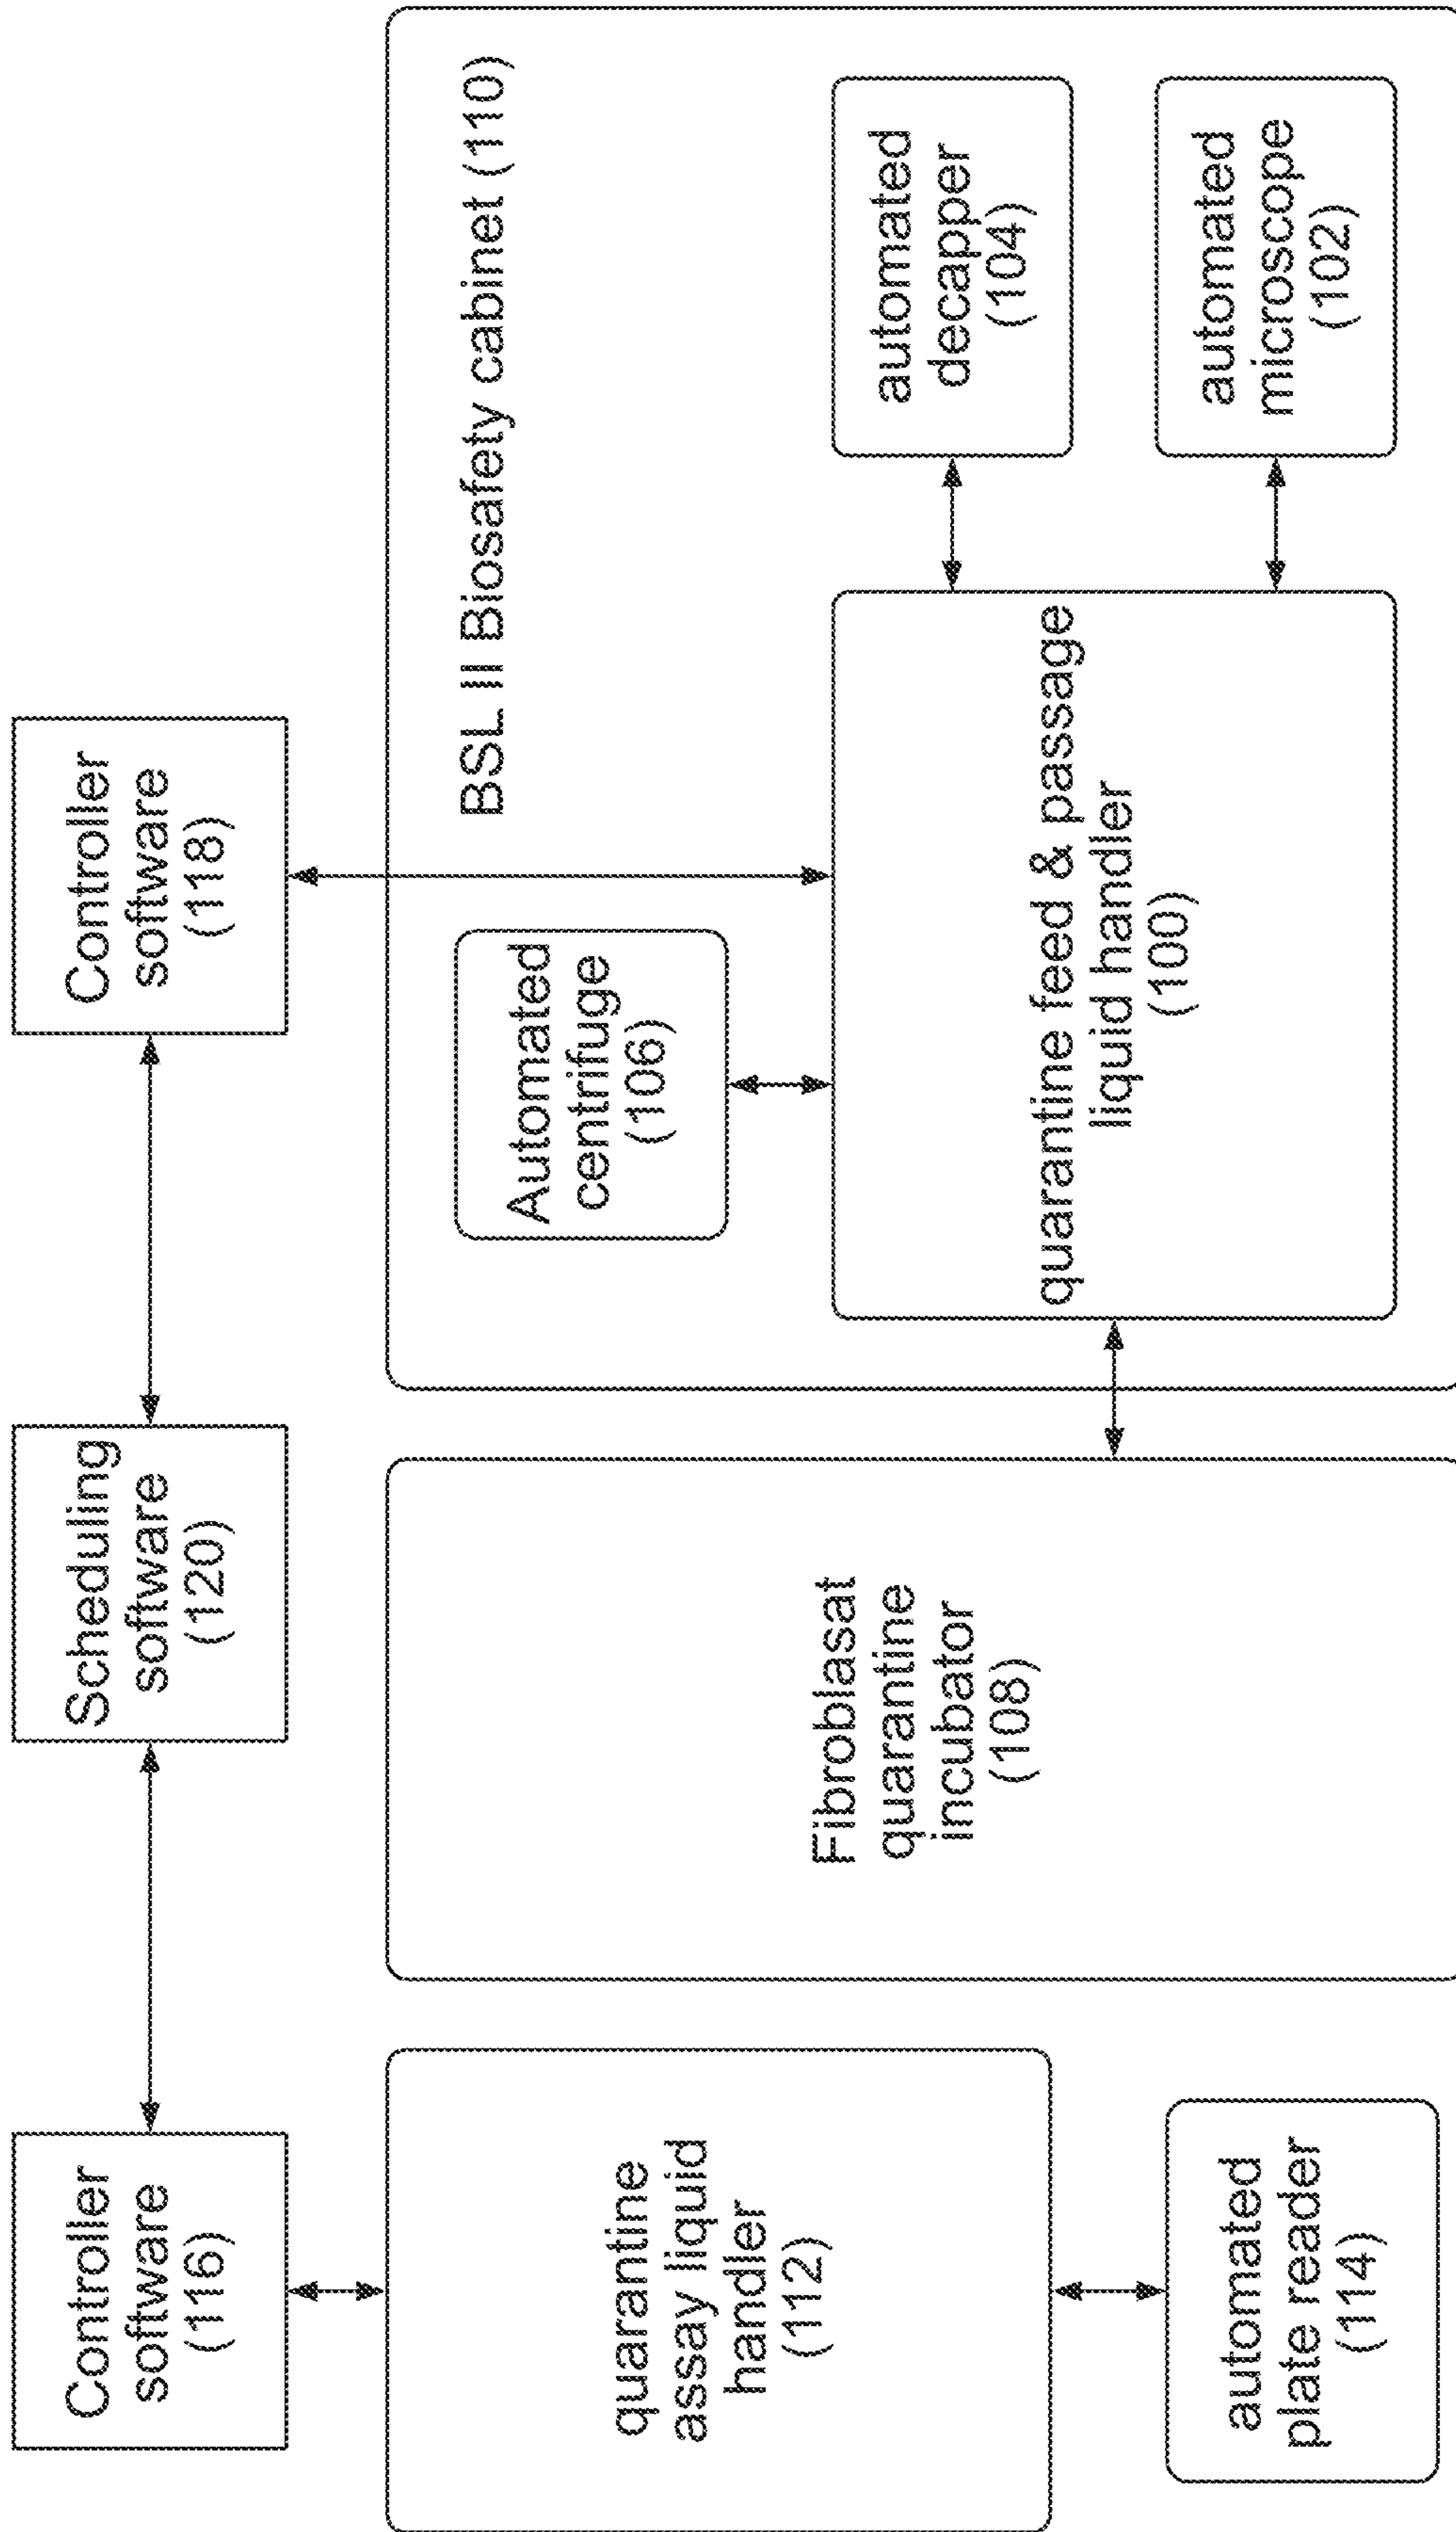 Controller
software
(116)
Scheduling
software
(120)
Controller
software
(118)
quarantine
assay liquid
handler
(112)
automated
plate reader
(114)
Fibroblasat
quarantine
incubator
(108)
BSL II Biosafety cabinet (110)
Automated
centrifuge
(106)
quarantine feed & passage
liquid handler
(100)
automated
decapper
(104)
automated
microscope
(102)